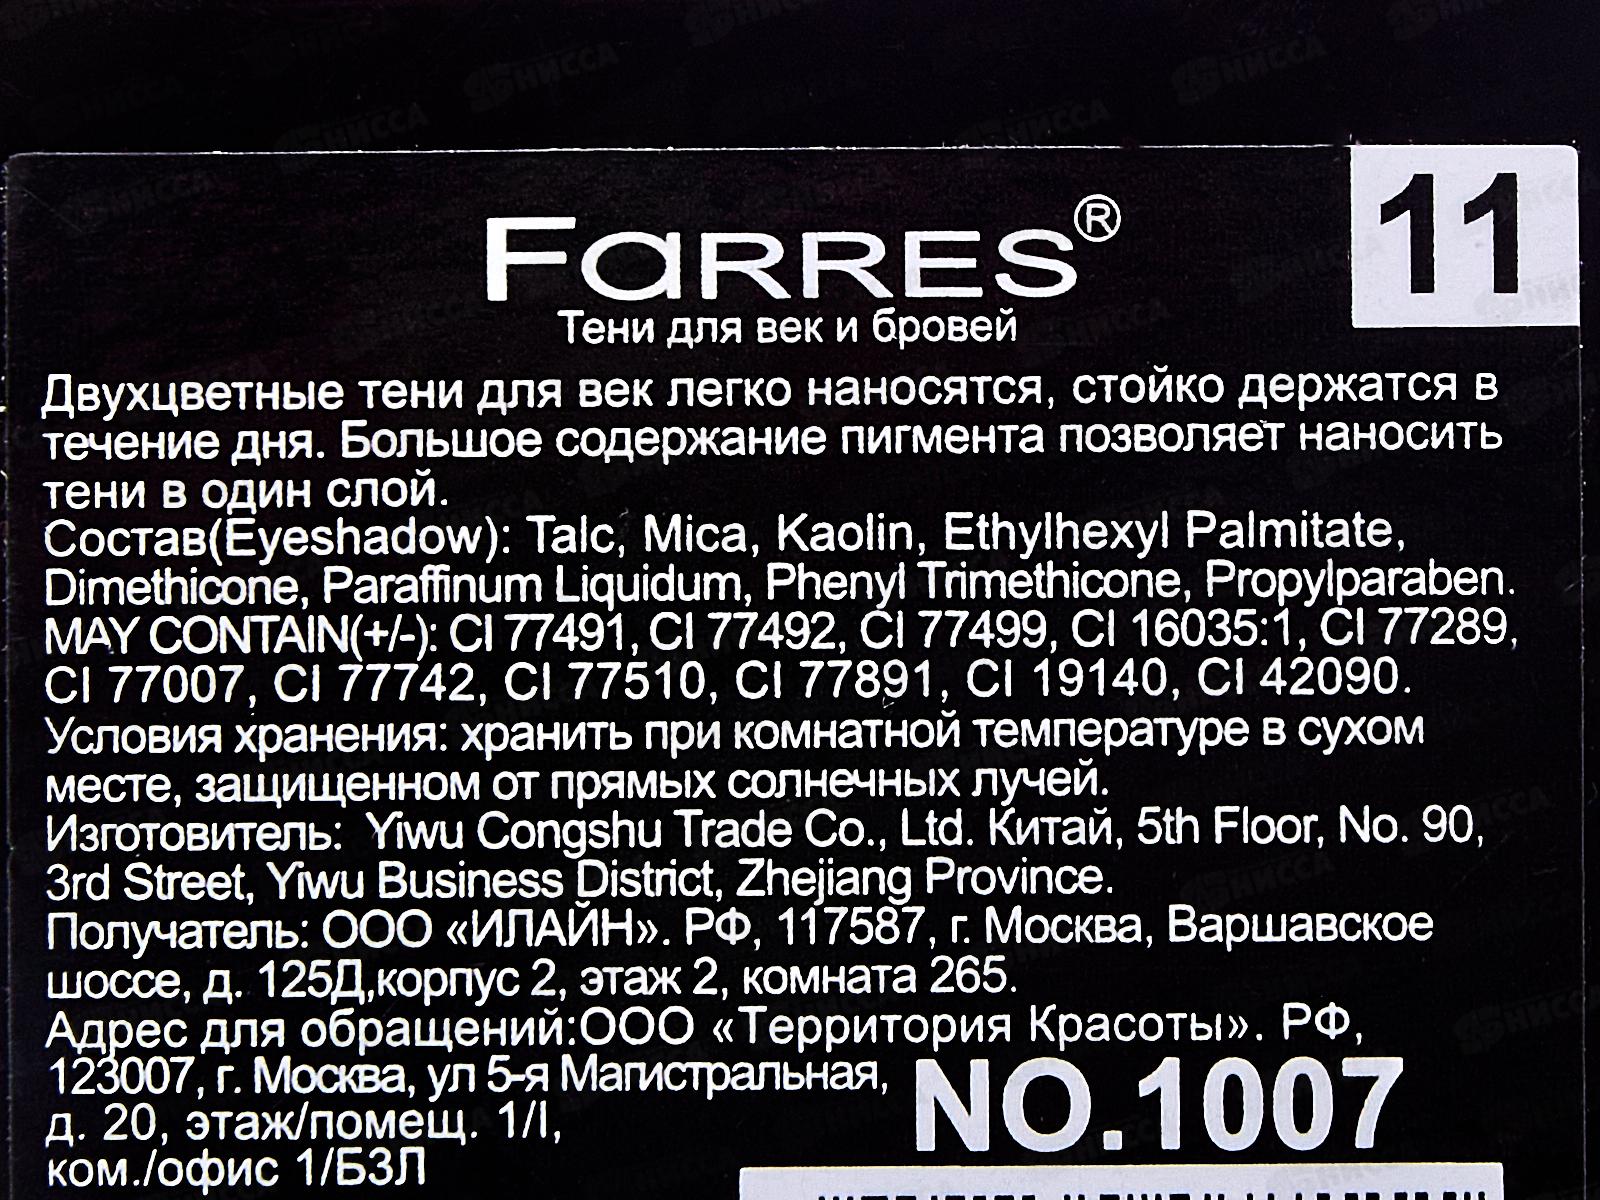 11
FARRES®
Тени для век и бровей
Двухцветные тени для век легко наносятся, стойко держатся в
течение дня. Большое содержание пигмента позволяет наносить
тени в один слой.
Состав(Eyeshadow): Talc, Mica, Kaolin, Ethylhexyl Palmitate,
Dimethicone, Paraffinum Liquidum, Phenyl Trimethicone, Propylparaben.
MAY CONTAIN(+/-): CI 77491, CI 77492, CI 77499, CI 16035:1, CI 77289,
CI 77007, CI 77742, CI 77510, CI 77891, CI 19140, CI 42090.
Условия хранения: хранить при комнатной температуре в сухом
месте, защищенном от прямых солнечных лучей.
Изготовитель: Yiwu Congshu Trade Co., Ltd. Китай, 5th Floor, No. 90,
3rd Street, Yiwu Business District, Zhejiang Province.
Получатель: ООО «ИЛАЙН». РФ, 117587, г. Москва, Варшавское
шоссе, д. 125Д,корпус 2, этаж 2, комната 265.
Адрес для обращений:ООО «Территория Красоты». РФ,
123007, г. Москва, ул 5-я Магистральная,
д. 20, этаж/помещ. 1/I,
ком./офис 1/БЗЛ
NO.1007
НИССА